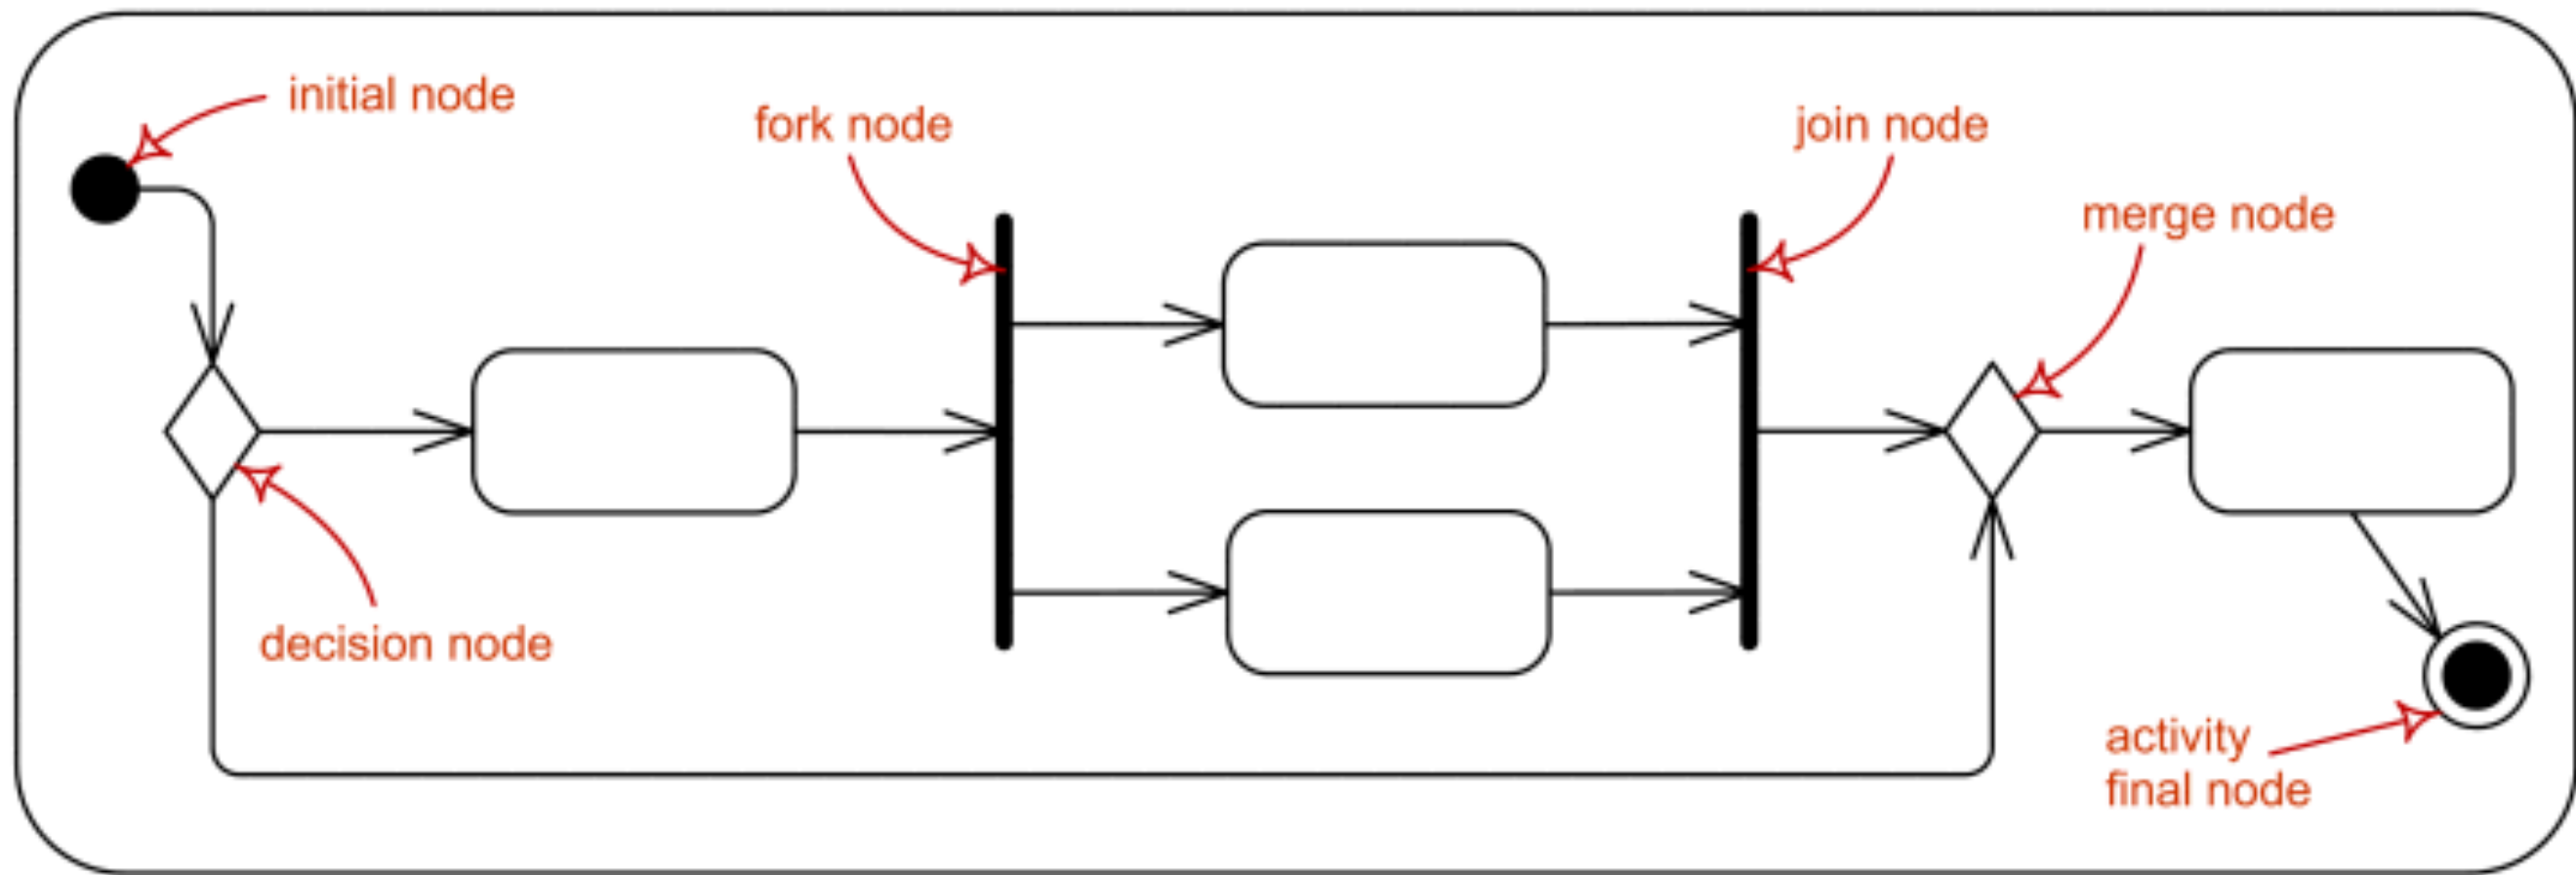 initial node
fork node
join node
merge node
decision node
activity
final node